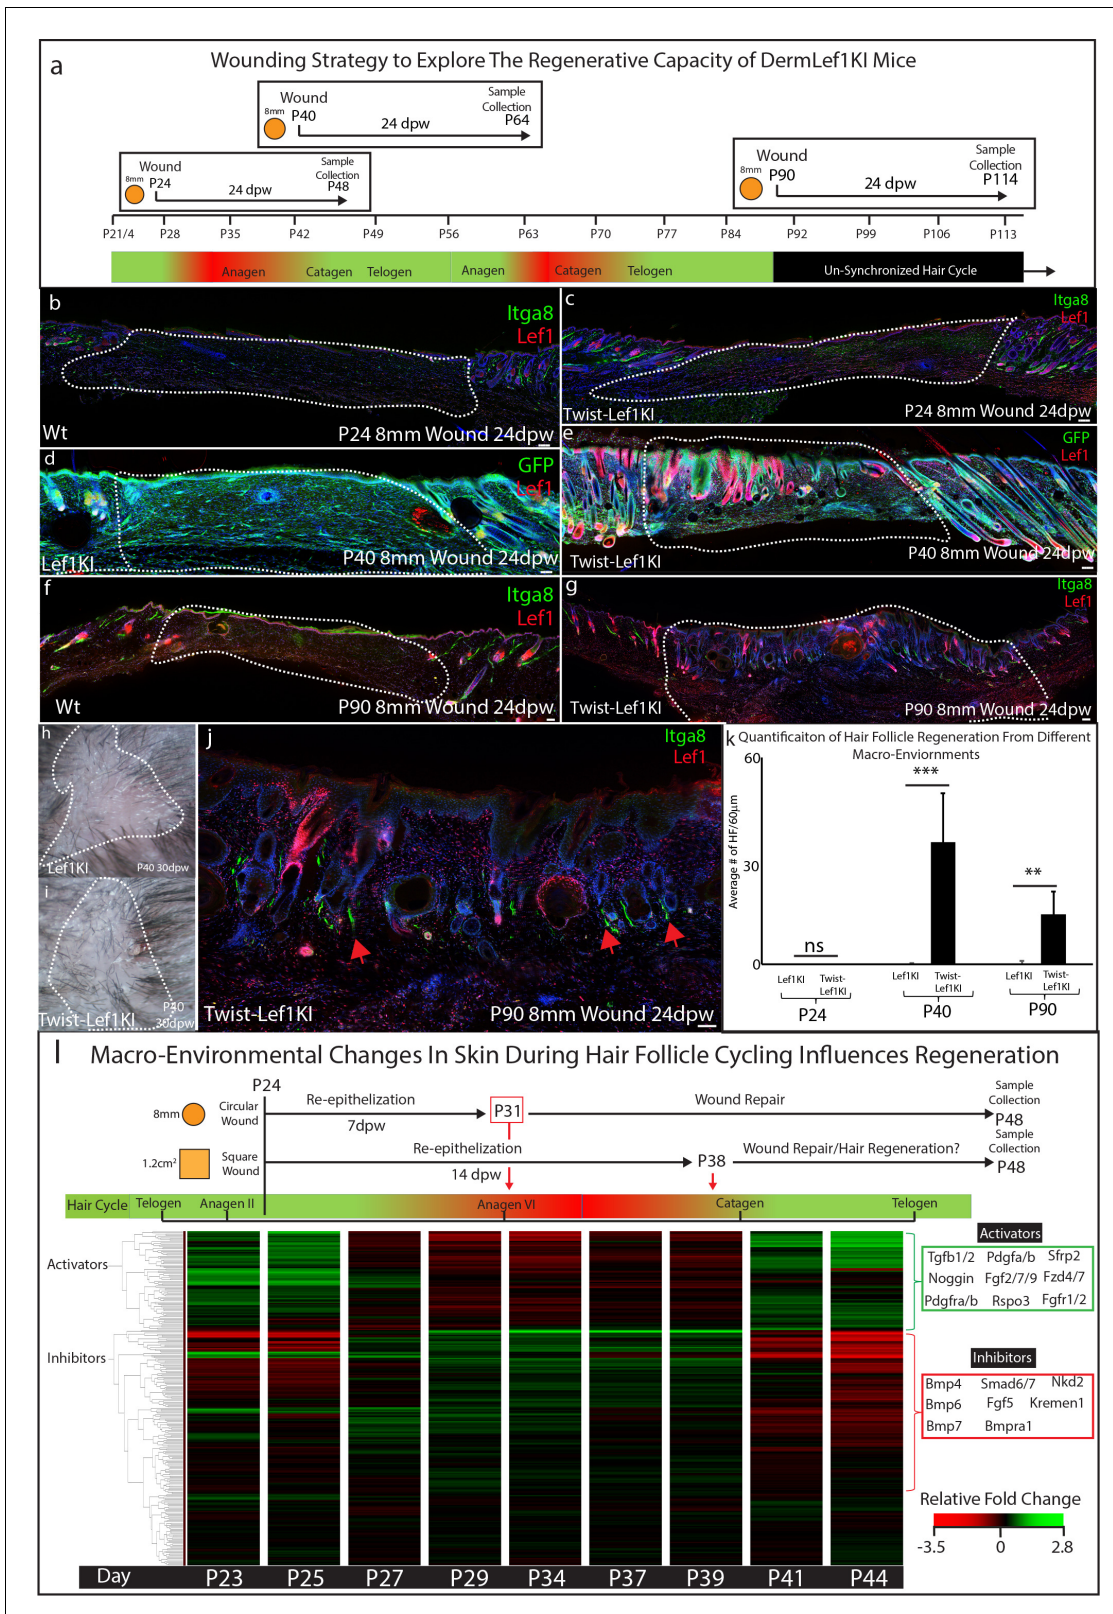 a
Wounding Strategy to Explore The Regenerative Capacity of DermLef1KI Mice
Wound
8mm
P40
24 dpw
Sample
Collection
P64
Wound
8mm
P24
24 dpw
Sample
Collection
P48
Wound
8mm
P90
24 dpw
Sample
Collection
P114
P21/4 P28 P35 P42 P49 P56 P63 P70 P77 P84 P92 P99 P106 P113
Anagen Catagen Telogen Anagen Catagen Telogen Un-Synchronized Hair Cycle
b
Itga8
Lef1
Wt
P24 8mm Wound 24dpw
c
Itga8
Lef1
Twist-Lef1KI
P24 8mm Wound 24dpw
d
GFP
Lef1
Lef1KI
P40 8mm Wound 24dpw
e
GFP
Lef1
Twist-Lef1KI
P40 8mm Wound 24dpw
f
Itga8
Lef1
Wt
P90 8mm Wound 24dpw
g
Itga8
Lef1
Twist-Lef1KI
P90 8mm Wound 24dpw
h
Lef1KI
P40 30dpw
i
Twist-Lef1KI
P40
30dpw
j
Itga8
Lef1
Twist-Lef1KI
P90 8mm Wound 24dpw
k
Quantificaiton of Hair Follicle Regeneration From Different
Macro-Enviornments
Average # of HF/60µm
60
30
0
ns
***
**
Lef1KI Twist-
Lef1KI
Lef1KI Twist-
Lef1KI
Lef1KI Twist-
Lef1KI
P24 P40 P90
l
Macro-Environmental Changes In Skin During Hair Follicle Cycling Influences Regeneration
P24
8mm
Circular
Wound
Re-epithelization
7dpw
P31
Wound Repair
Sample
Collection
P48
1.2cm²
Square
Wound
Re-epithelization
14 dpw
P38
Wound Repair/Hair Regeneration?
Sample
Collection
P48
Hair Cycle Telogen Anagen II Anagen VI Catagen Telogen
Activators
Inhibitors
Activators
Tgfb1/2 Pdgfa/b Sfrp2
Noggin Fgf2/7/9 Fzd4/7
Pdgfra/b Rspo3 Fgfr1/2
Inhibitors
Bmp4 Smad6/7 Nkd2
Bmp6 Fgf5 Kremen1
Bmp7 Bmpra1
Relative Fold Change
-3.5 0 2.8
Day P23 P25 P27 P29 P34 P37 P39 P41 P44